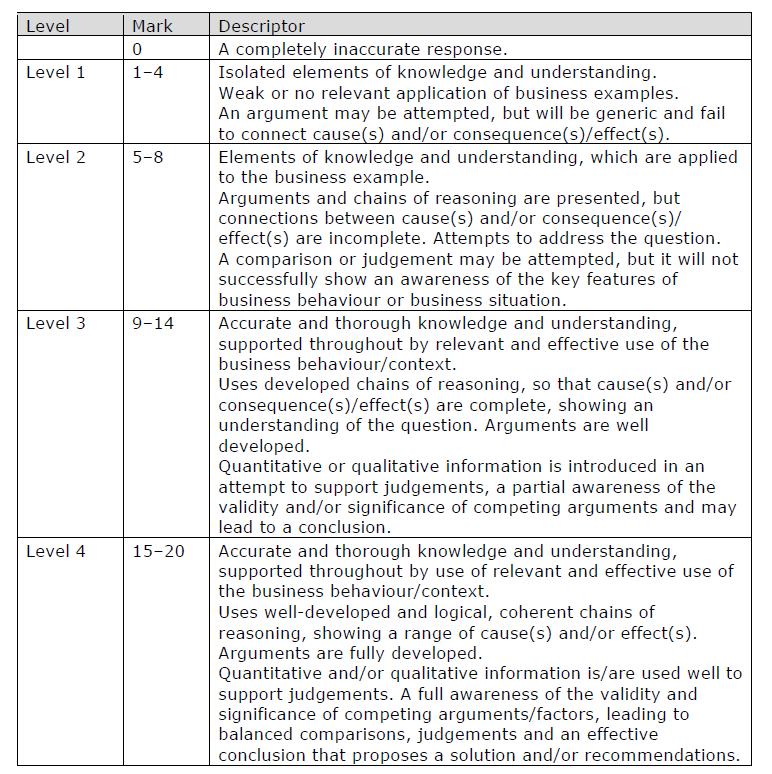 Level Mark Descriptor
0 A completely inaccurate response.
Level 1 1–4 Isolated elements of knowledge and understanding.
Weak or no relevant application of business examples.
An argument may be attempted, but will be generic and fail
to connect cause(s) and/or consequence(s)/effect(s).
Level 2 5–8 Elements of knowledge and understanding, which are applied
to the business example.
Arguments and chains of reasoning are presented, but
connections between cause(s) and/or consequence(s)/
effect(s) are incomplete. Attempts to address the question.
A comparison or judgement may be attempted, but it will not
successfully show an awareness of the key features of
business behaviour or business situation.
Level 3 9–14 Accurate and thorough knowledge and understanding,
supported throughout by relevant and effective use of the
business behaviour/context.
Uses developed chains of reasoning, so that cause(s) and/or
consequence(s)/effect(s) are complete, showing an
understanding of the question. Arguments are well
developed.
Quantitative or qualitative information is introduced in an
attempt to support judgements, a partial awareness of the
validity and/or significance of competing arguments and may
lead to a conclusion.
Level 4 15–20 Accurate and thorough knowledge and understanding,
supported throughout by use of relevant and effective use of
the business behaviour/context.
Uses well-developed and logical, coherent chains of
reasoning, showing a range of cause(s) and/or effect(s).
Arguments are fully developed.
Quantitative and/or qualitative information is/are used well to
support judgements. A full awareness of the validity and
significance of competing arguments/factors, leading to
balanced comparisons, judgements and an effective
conclusion that proposes a solution and/or recommendations.